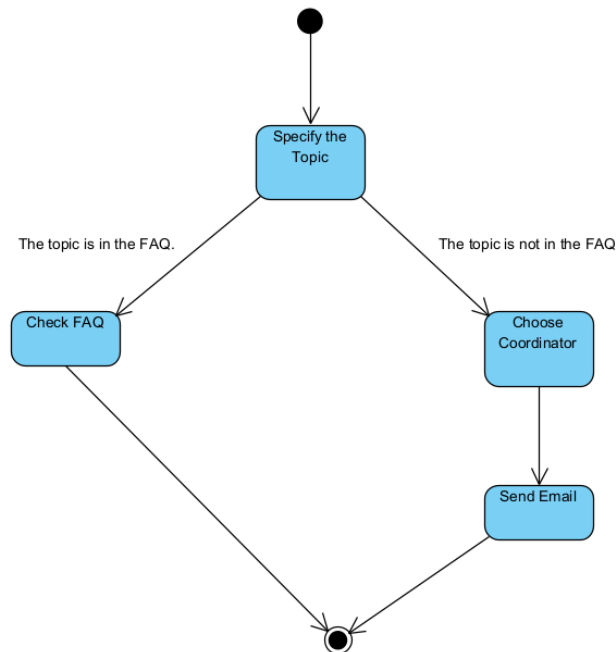 Specify the
Topic
The topic is in the FAQ.
The topic is not in the FAQ
Check FAQ
Choose
Coordinator
Send Email